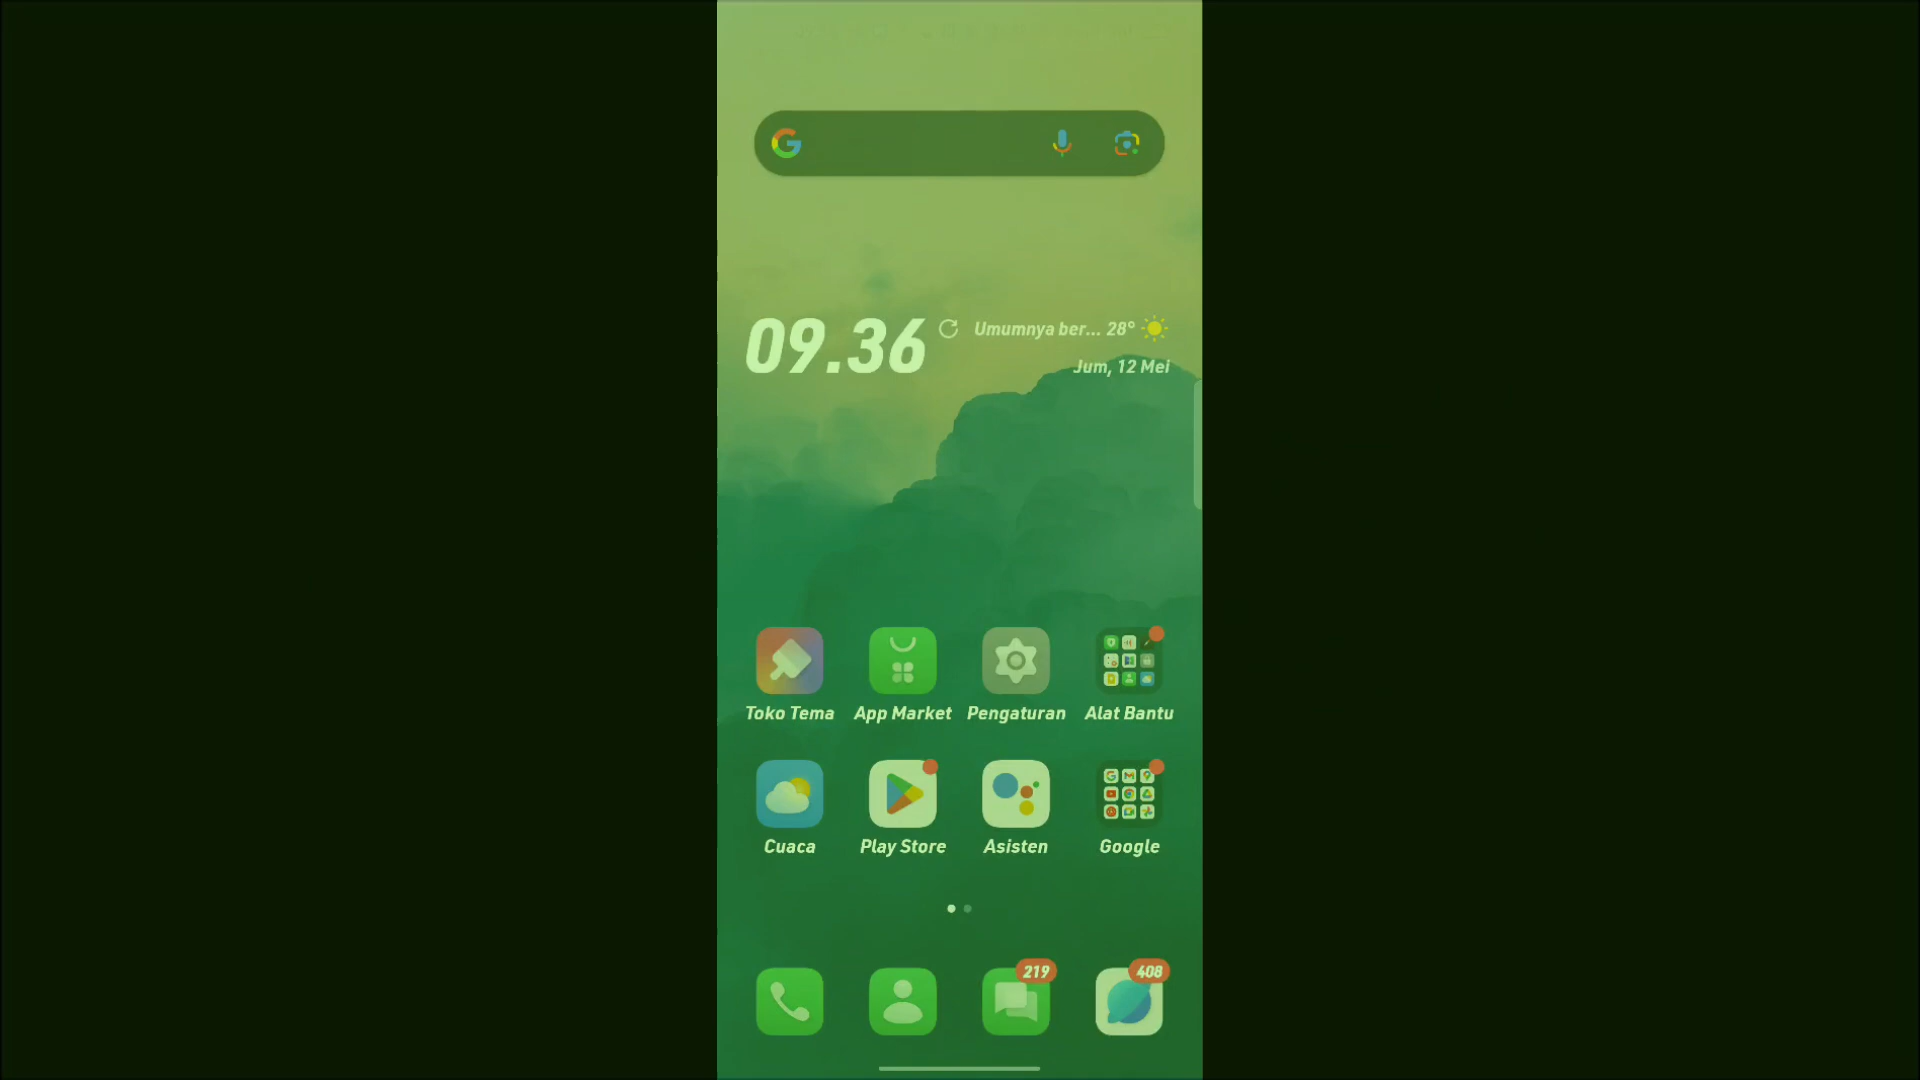 09.36
Umumnya ber... 28°
Jum, 12 Mei
Toko Tema
App Market
Pengaturan
Alat Bantu
Cuaca
Play Store
Asisten
Google
219
408